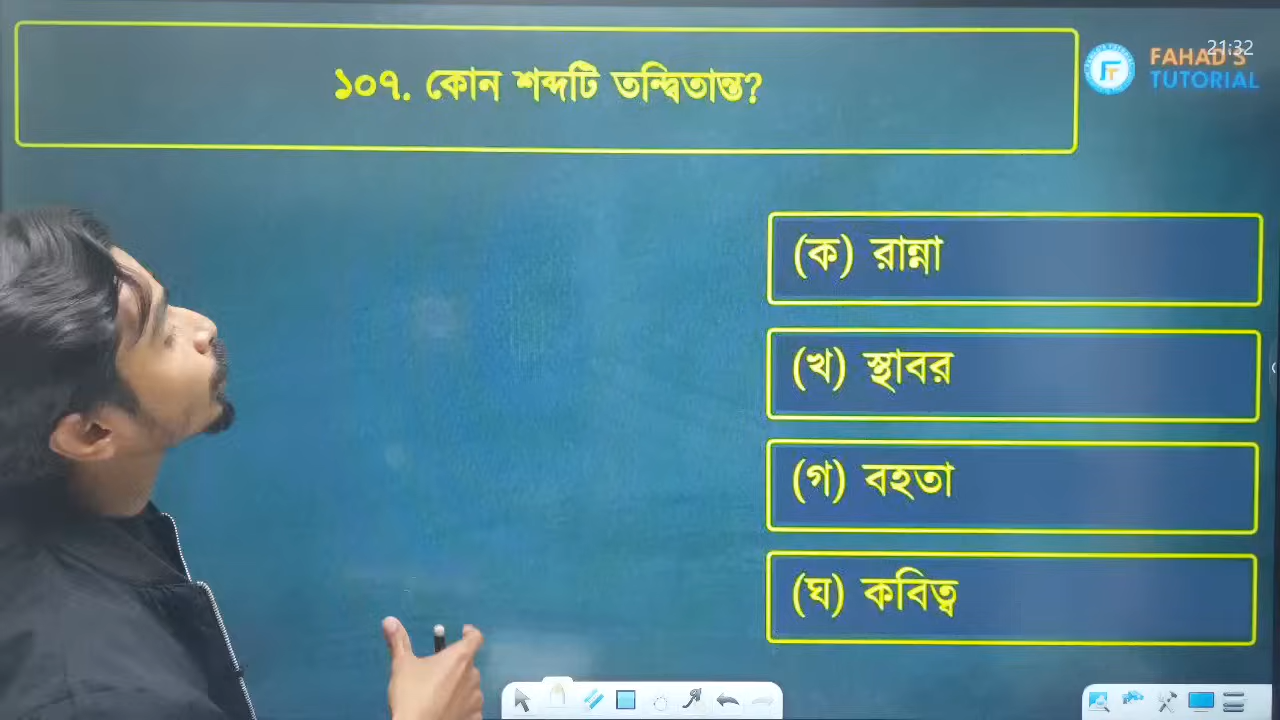 ১০৭. কোন শব্দটি তদ্বিতান্ত?
21:32
FAHAD'S
TUTORIAL
(ক) রান্না
(খ) স্থাবর
(গ) বহতা
(ঘ) কবিত্ব